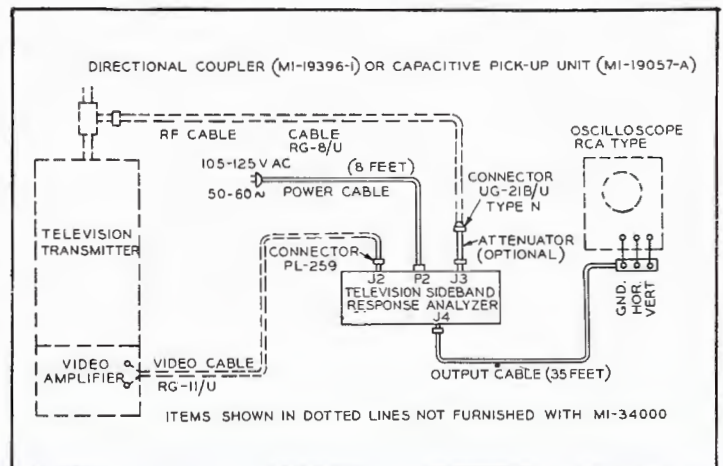 DIRECTIONAL COUPLER (MI-19396-1) OR CAPACITIVE PICK-UP UNIT (MI-19057-A)
RF CABLE
CABLE
RG-8/U
OSCILLOSCOPE
RCA TYPE
105-125 V AC
50-60~
(8 FEET)
POWER CABLE
CONNECTOR
UG-21B/U
TYPE N
TELEVISION
TRANSMITTER
CONNECTOR
PL-259
ATTENUATOR
(OPTIONAL)
J2 P2 J3
TELEVISION SIDEBAND
RESPONSE ANALYZER
J4
GND.
HOR.
VERT
VIDEO
AMPLIFIER
VIDEO CABLE
RG-11/U
OUTPUT CABLE (35 FEET)
ITEMS SHOWN IN DOTTED LINES NOT FURNISHED WITH MI-34000